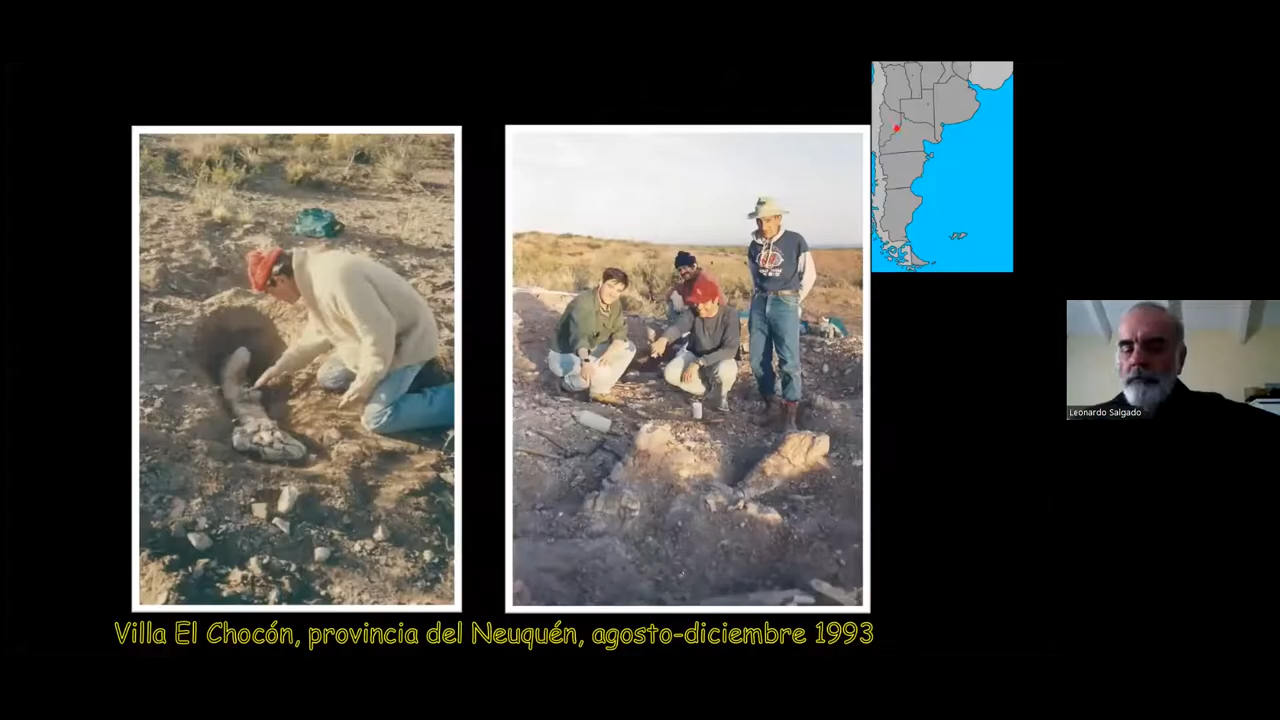 Villa El Chocón, provincia del Neuquén, agosto-diciembre 1993
Leonardo Salgado